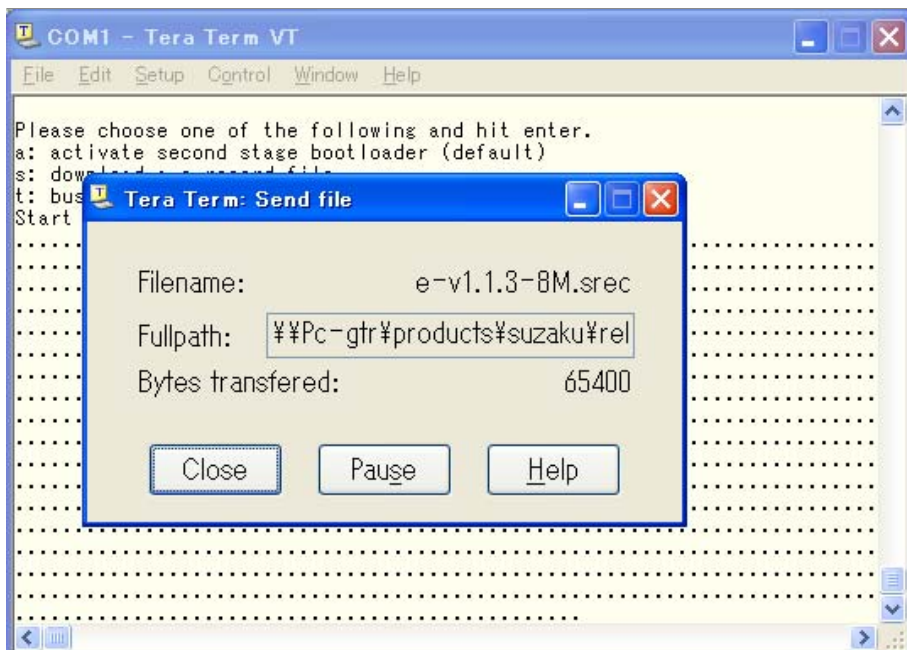 COM1 - Tera Term VT
File Edit Setup Control Window Help
Please choose one of the following and hit enter.
a: activate second stage bootloader (default)
s:
t: bus
Start
Tera Term: Send file
Filename: e-v1.1.3-8M.srec
Fullpath: ¥¥Pc-gtr¥products¥suzaku¥rel
Bytes transfered: 65400
Close Pause Help